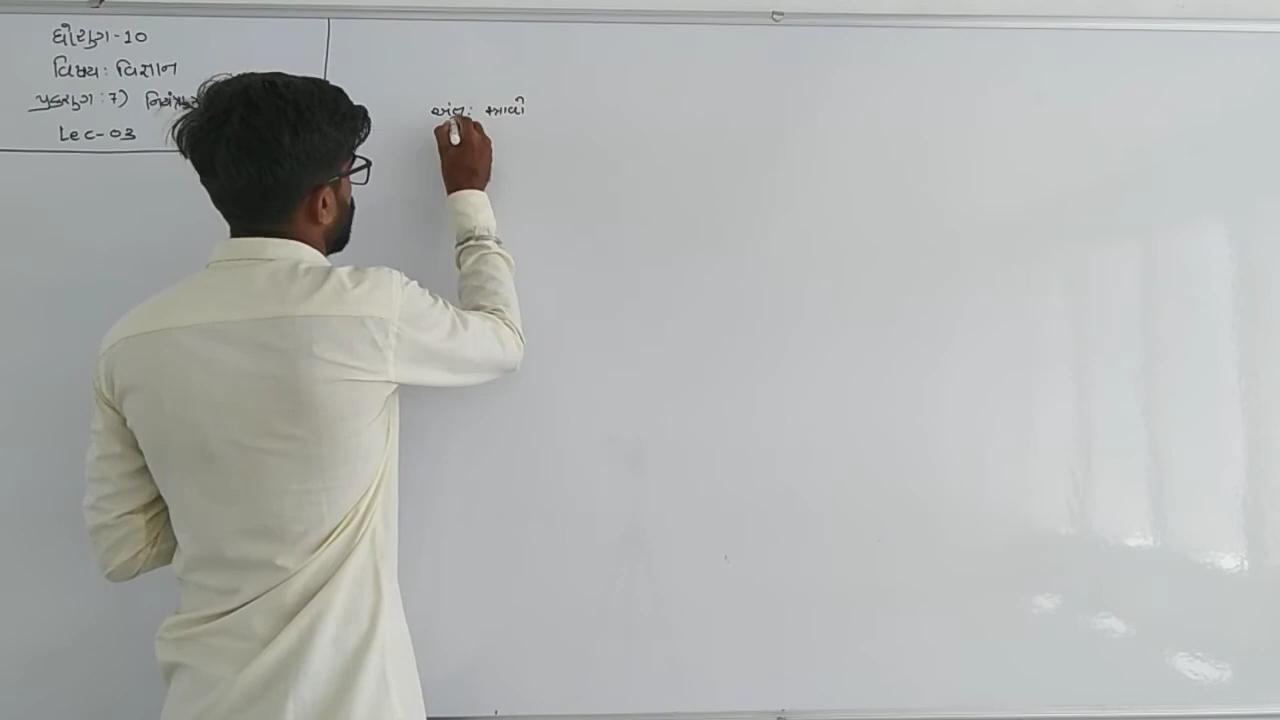 ધોરણ-10
વિષય: વિજ્ઞાન
પ્રકરણ: 7)
Lec-03
અંત: સ્ત્રાવી